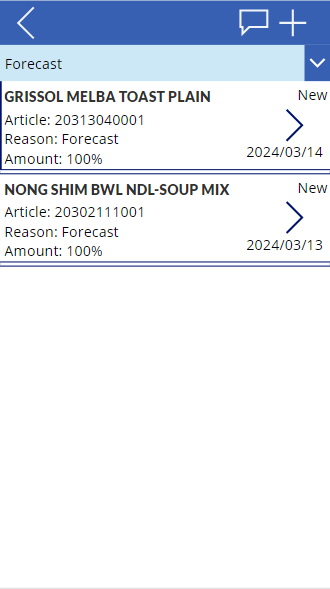 Forecast
GRISSOL MELBA TOAST PLAIN
New
Article: 20313040001
Reason: Forecast
Amount: 100%
2024/03/14
NONG SHIM BWL NDL-SOUP MIX
New
Article: 20302111001
Reason: Forecast
Amount: 100%
2024/03/13